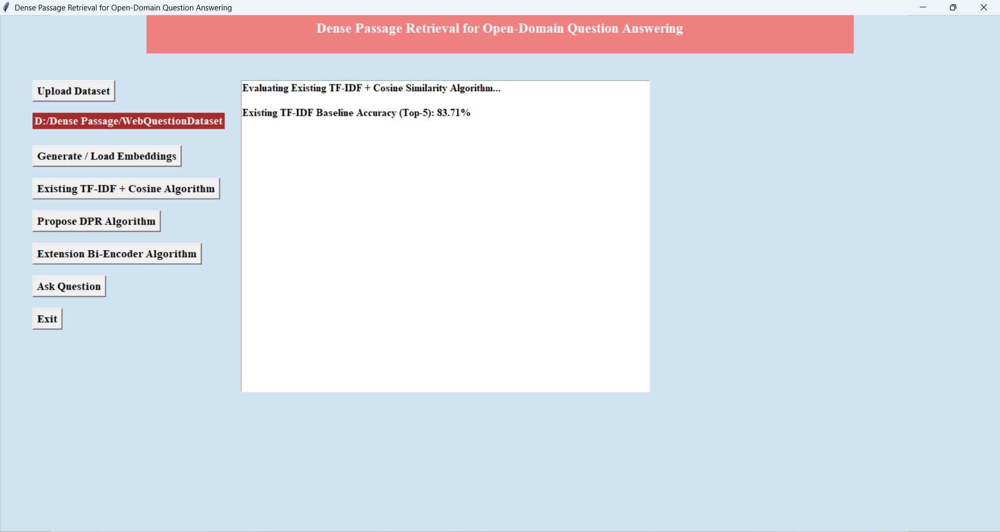 Dense Passage Retrieval for Open-Domain Question Answering
Dense Passage Retrieval for Open-Domain Question Answering
Upload Dataset
D:/Dense Passage/WebQuestionDataset
Generate / Load Embeddings
Existing TF-IDF + Cosine Algorithm
Propose DPR Algorithm
Extension Bi-Encoder Algorithm
Ask Question
Exit
Evaluating Existing TF-IDF + Cosine Similarity Algorithm...
Existing TF-IDF Baseline Accuracy (Top-5): 83.71%